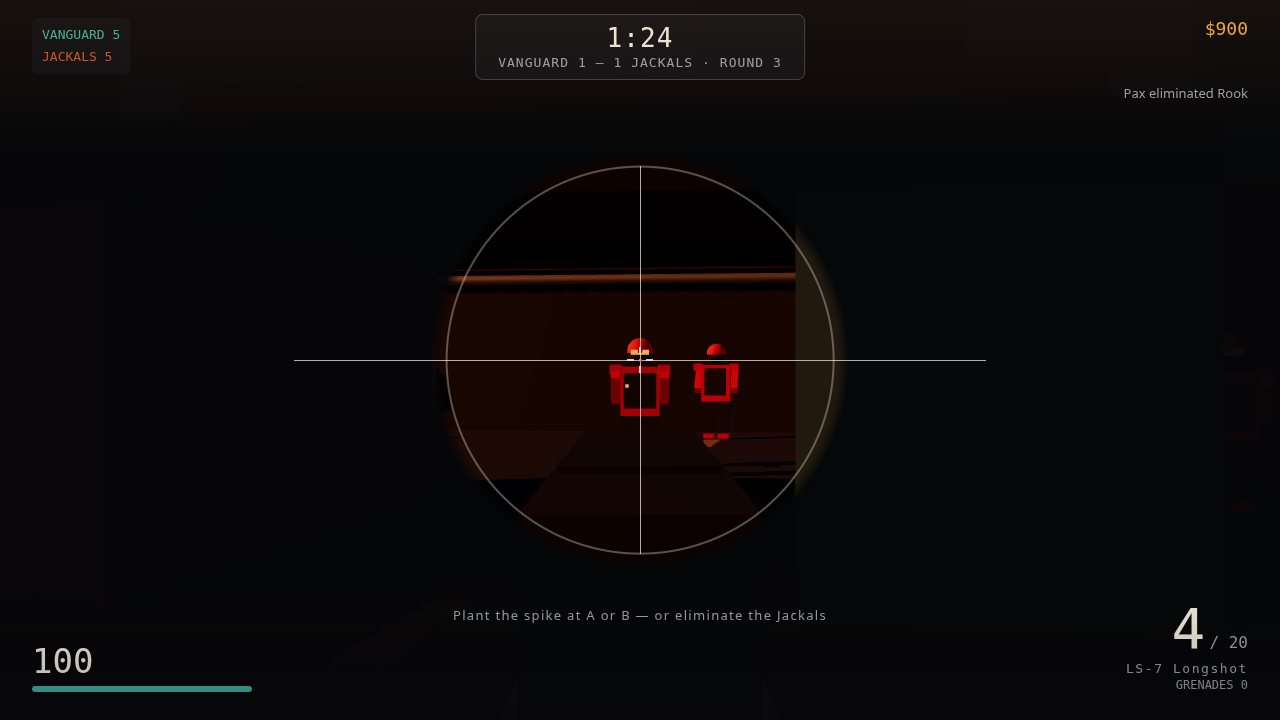 VANGUARD 5
JACKALS 5
1:24
VANGUARD 1 — 1 JACKALS · ROUND 3
$900
Pax eliminated Rook
Plant the spike at A or B — or eliminate the Jackals
100
4 / 20
LS-7 Longshot
GRENADES 0